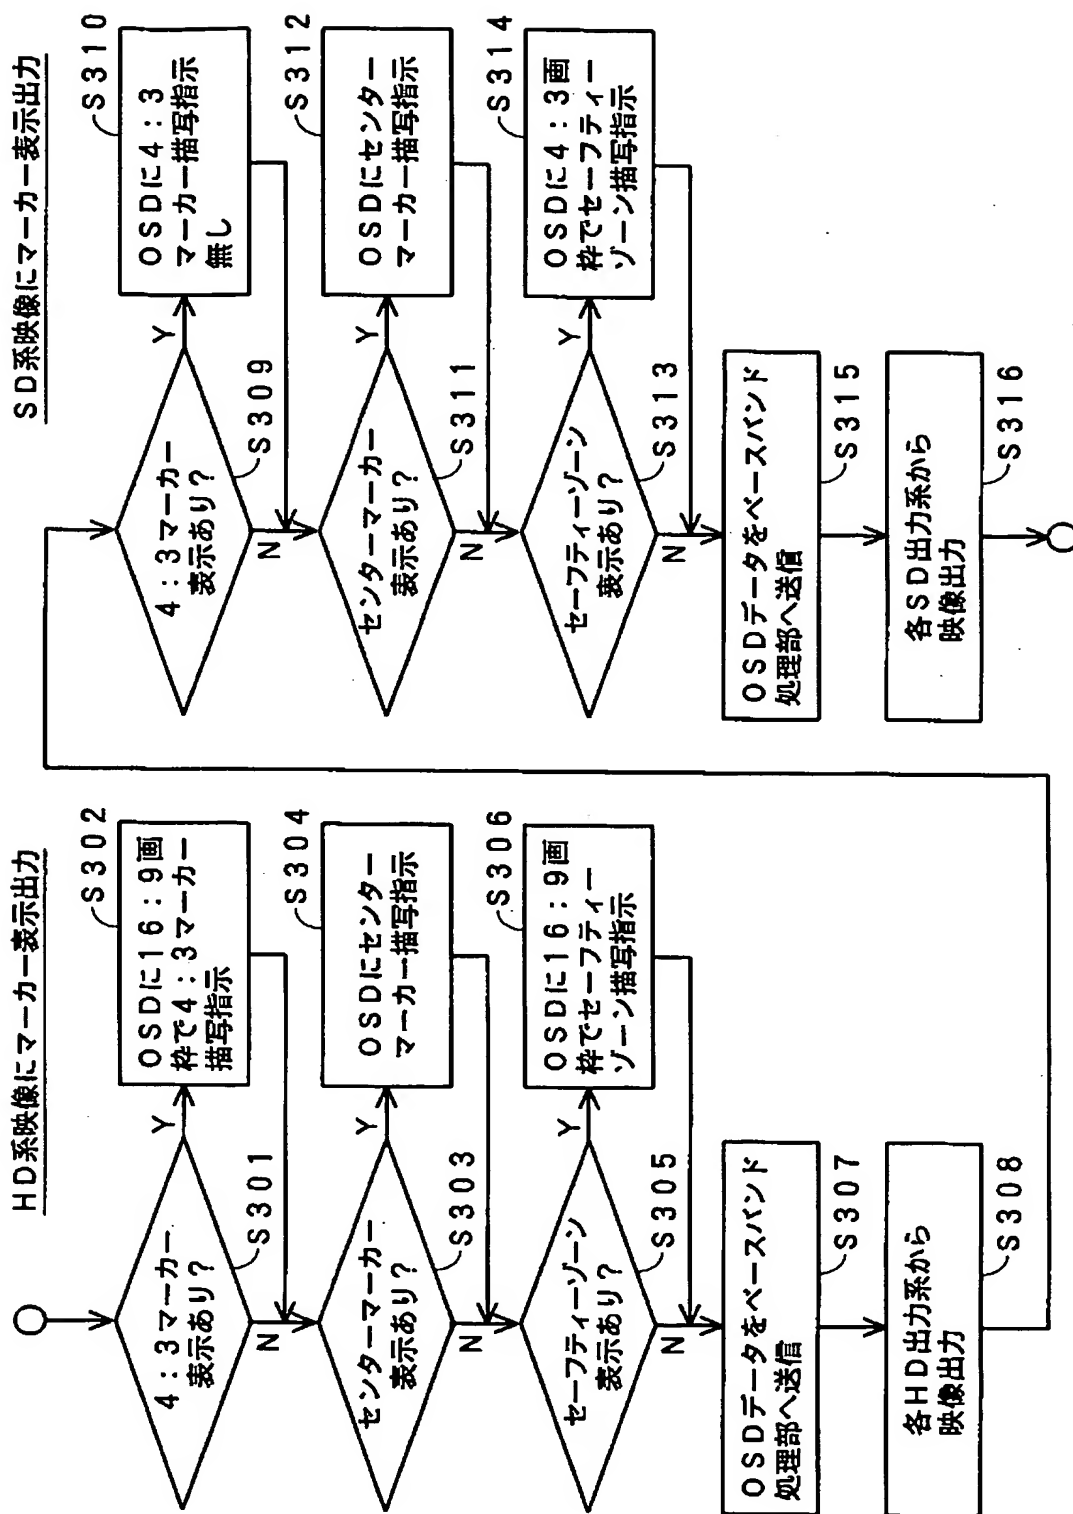 HD系映像にマーカー表示出力
4:3マーカー
表示あり?
S301
Y
N
OSDに16:9画
枠で4:3マーカー
描写指示
S302
センターマーカー
表示あり?
S303
Y
N
OSDにセンター
マーカー描写指示
S304
セーフティーゾーン
表示あり?
S305
Y
N
OSDに16:9画
枠でセーフティー
ゾーン描写指示
S306
OSDデータをベースバンド
処理部へ送信
S307
各HD出力系から
映像出力
S308
SD系映像にマーカー表示出力
4:3マーカー
表示あり?
S309
Y
N
OSDに4:3
マーカー描写指示
無し
S310
センターマーカー
表示あり?
S311
Y
N
OSDにセンター
マーカー描写指示
S312
セーフティーゾーン
表示あり?
S313
Y
N
OSDに4:3画
枠でセーフティー
ゾーン描写指示
S314
OSDデータをベースバンド
処理部へ送信
S315
各SD出力系から
映像出力
S316